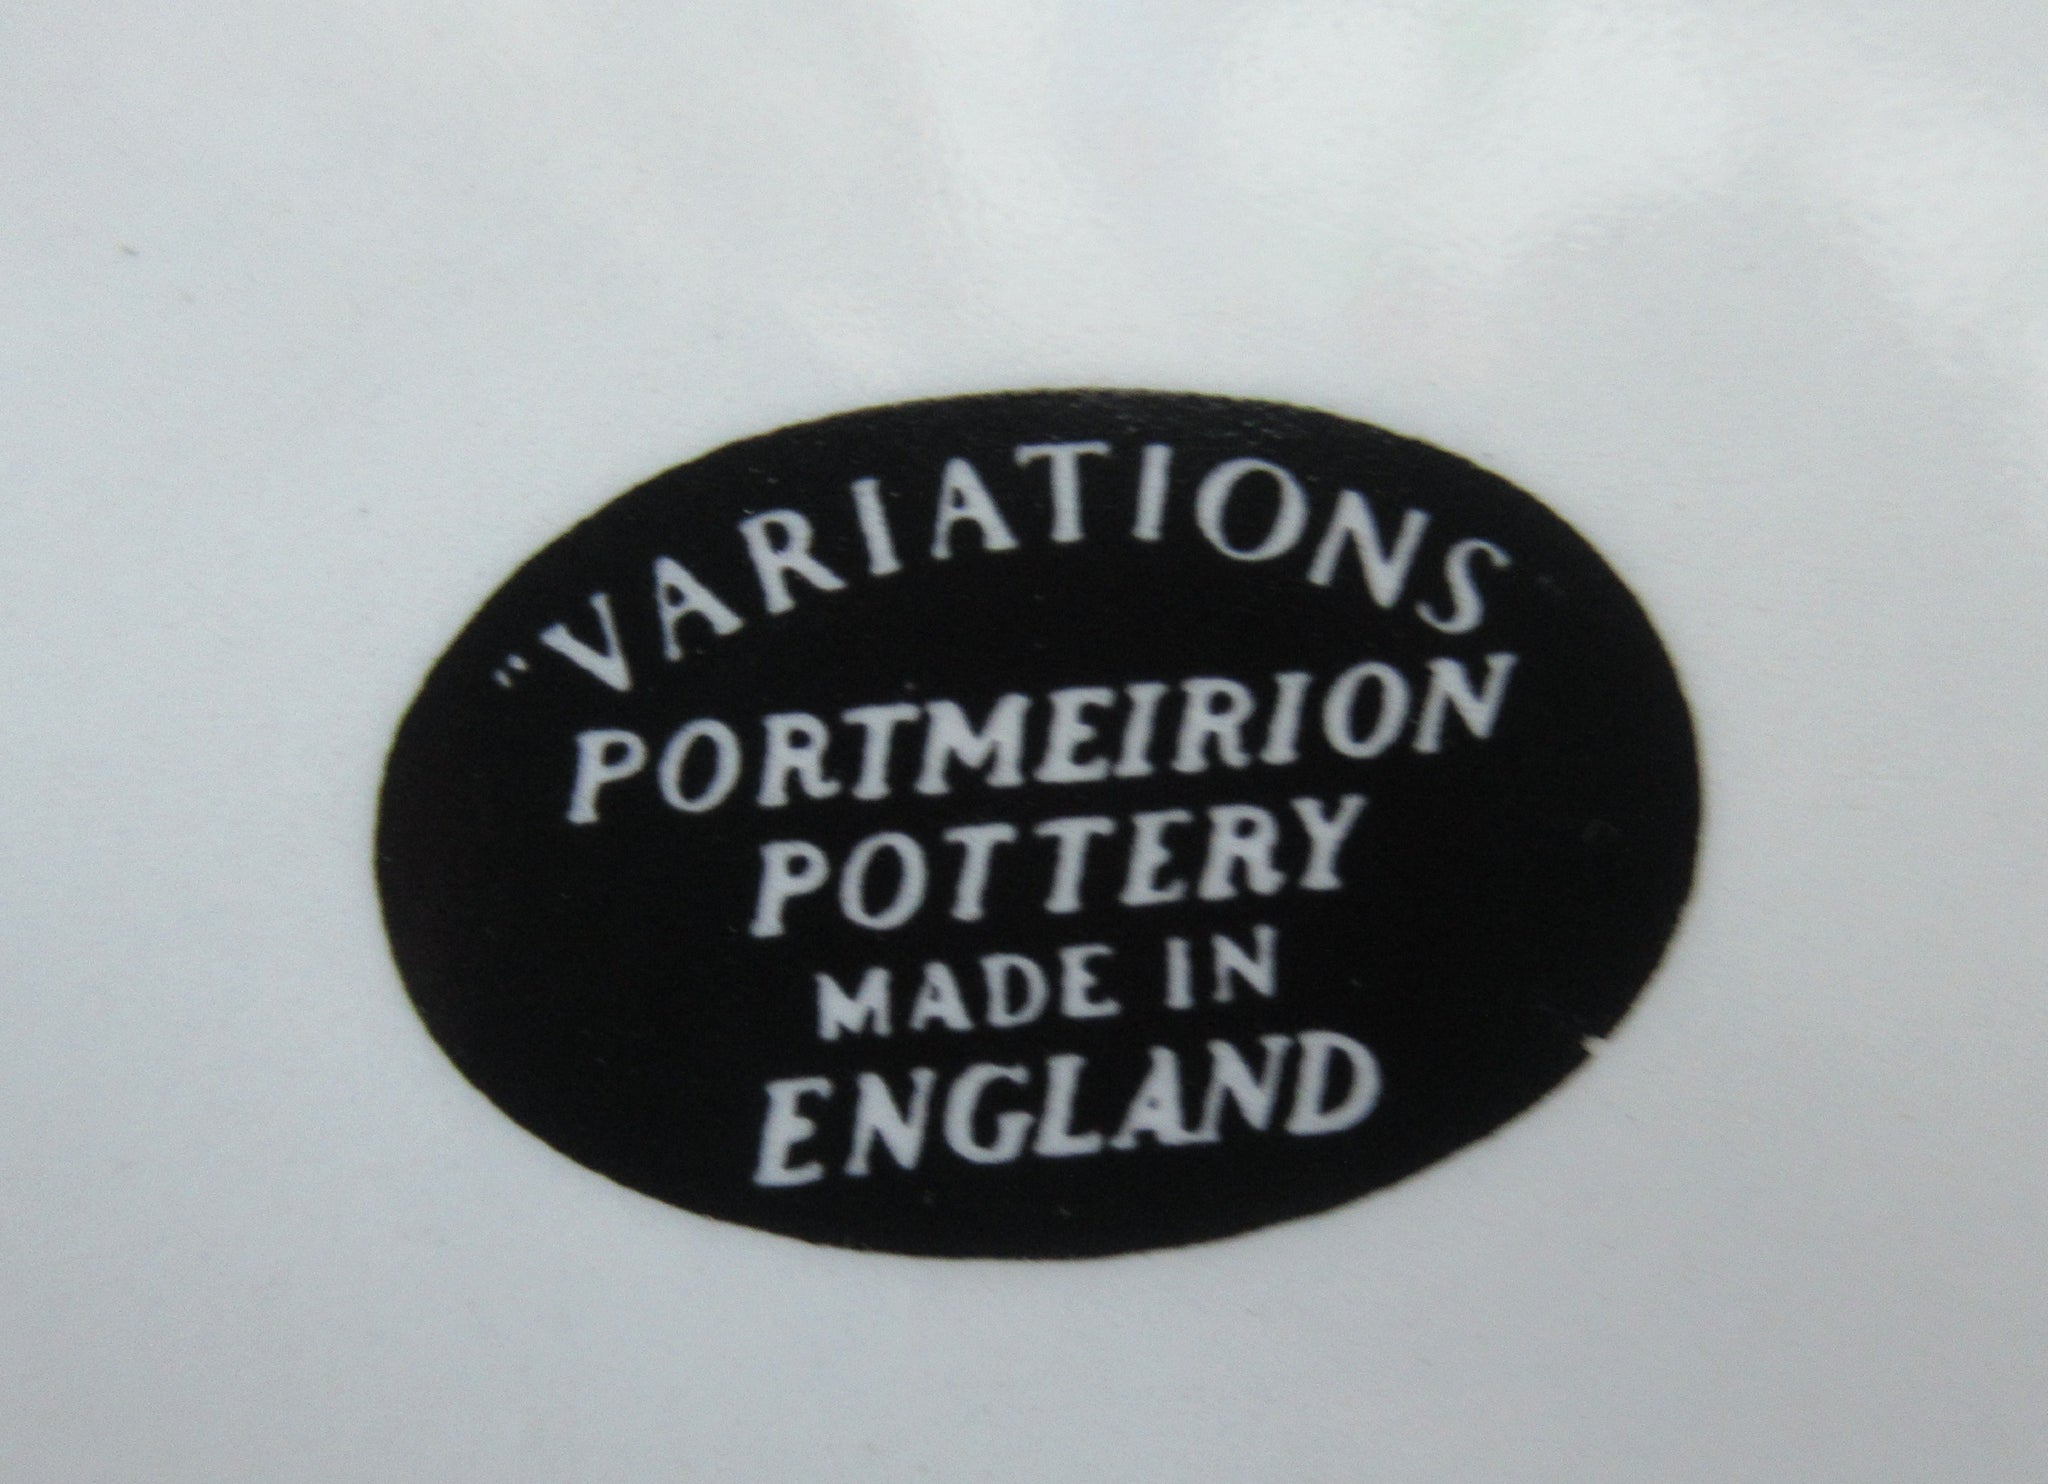 "VARIATIONS
PORTMEIRION
POTTERY
MADE IN
ENGLAND